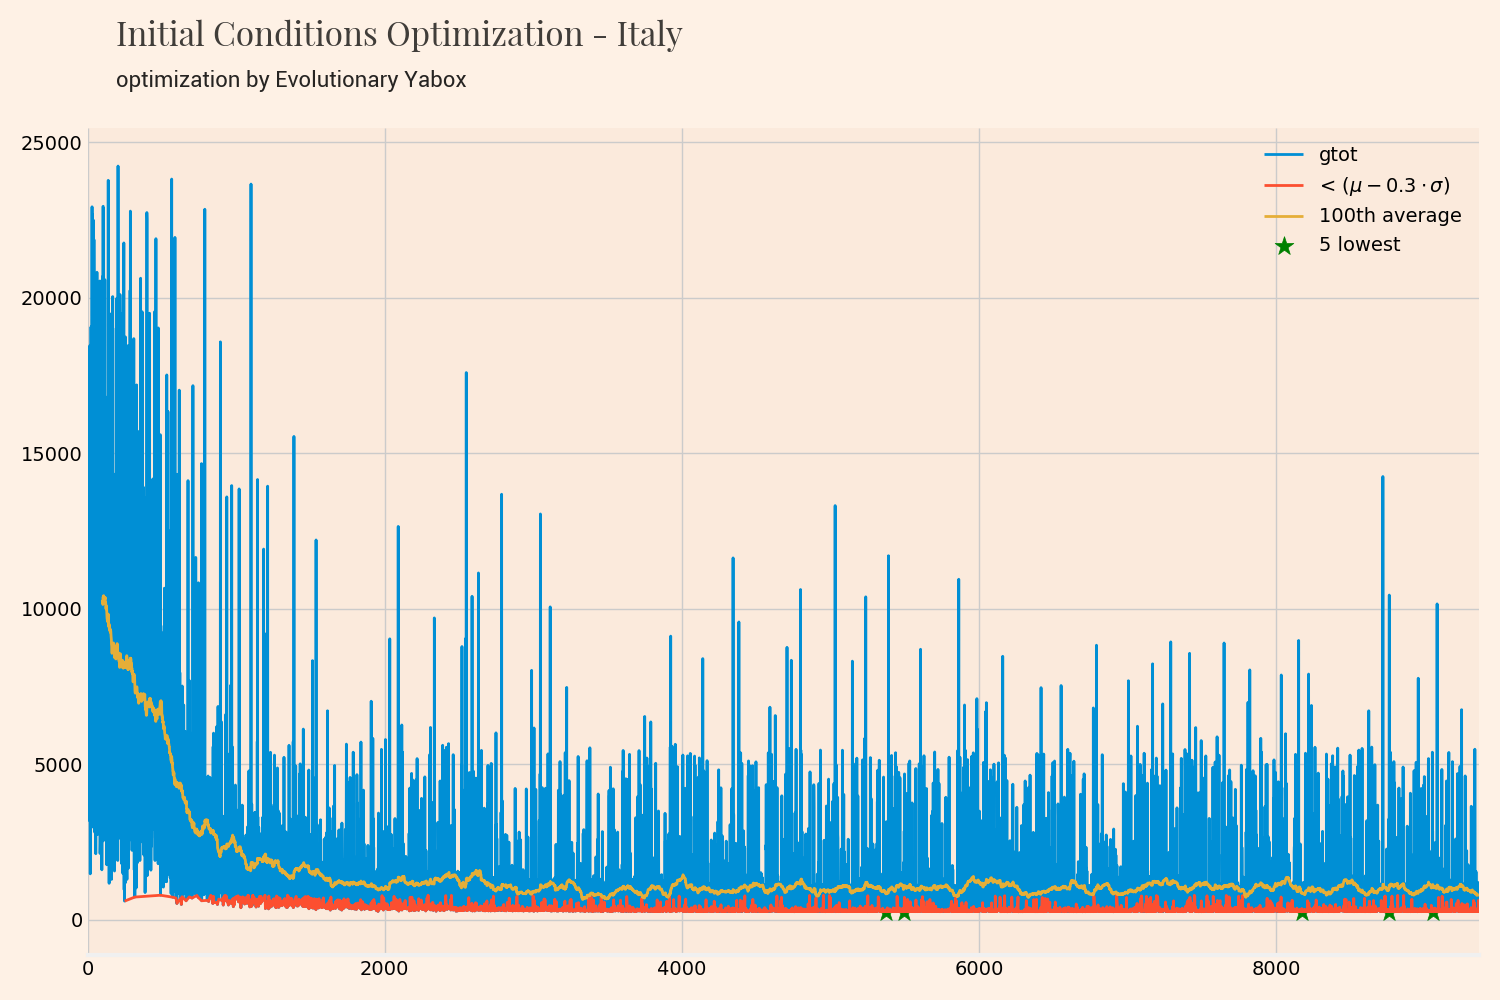 Initial Conditions Optimization - Italy
optimization by Evolutionary Yabox
25000
20000
15000
10000
5000
0
gtot
< (μ − 0.3 · σ)
100th average
5 lowest
0 2000 4000 6000 8000